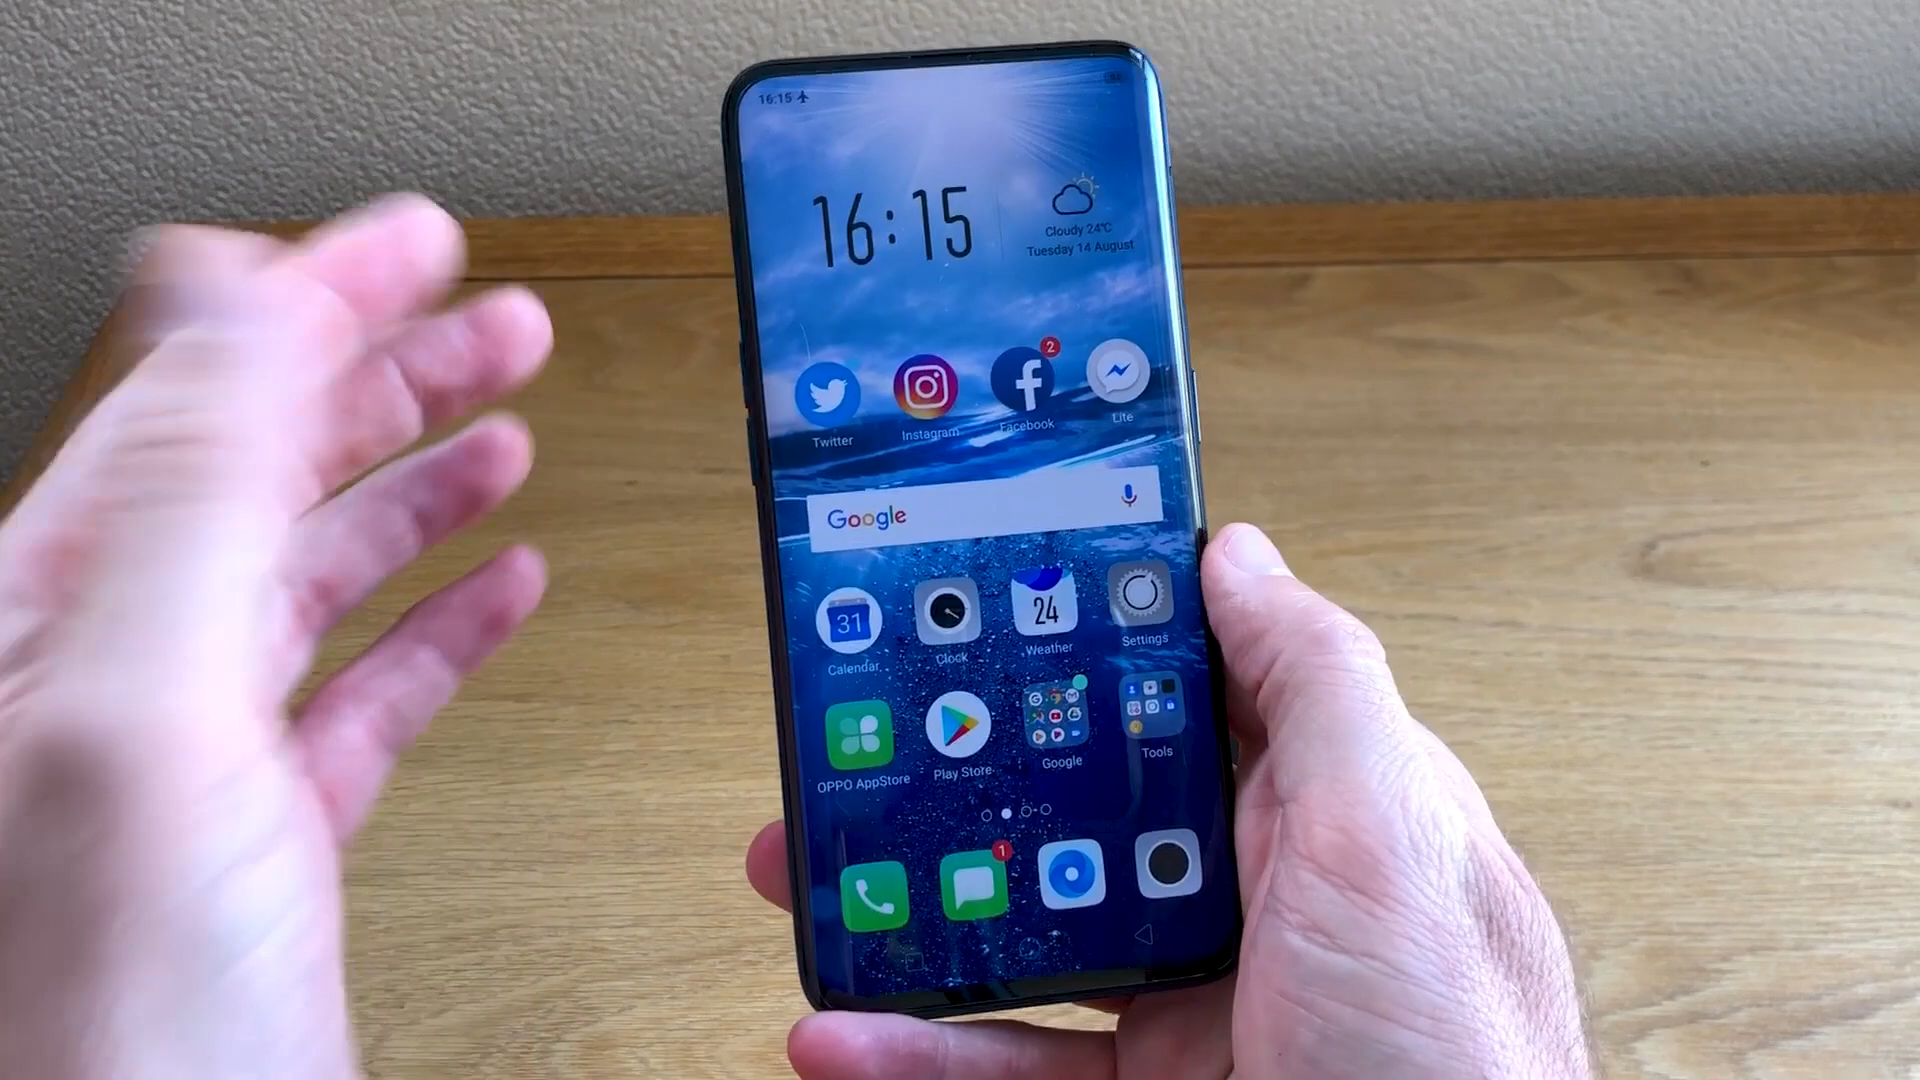 16:15
16:15
Cloudy 24°C
Tuesday 14 August
2
Twitter
Instagram
Facebook
Lite
Google
31
24
Calendar
Clock
Weather
Settings
OPPO AppStore
Play Store
Google
Tools
1